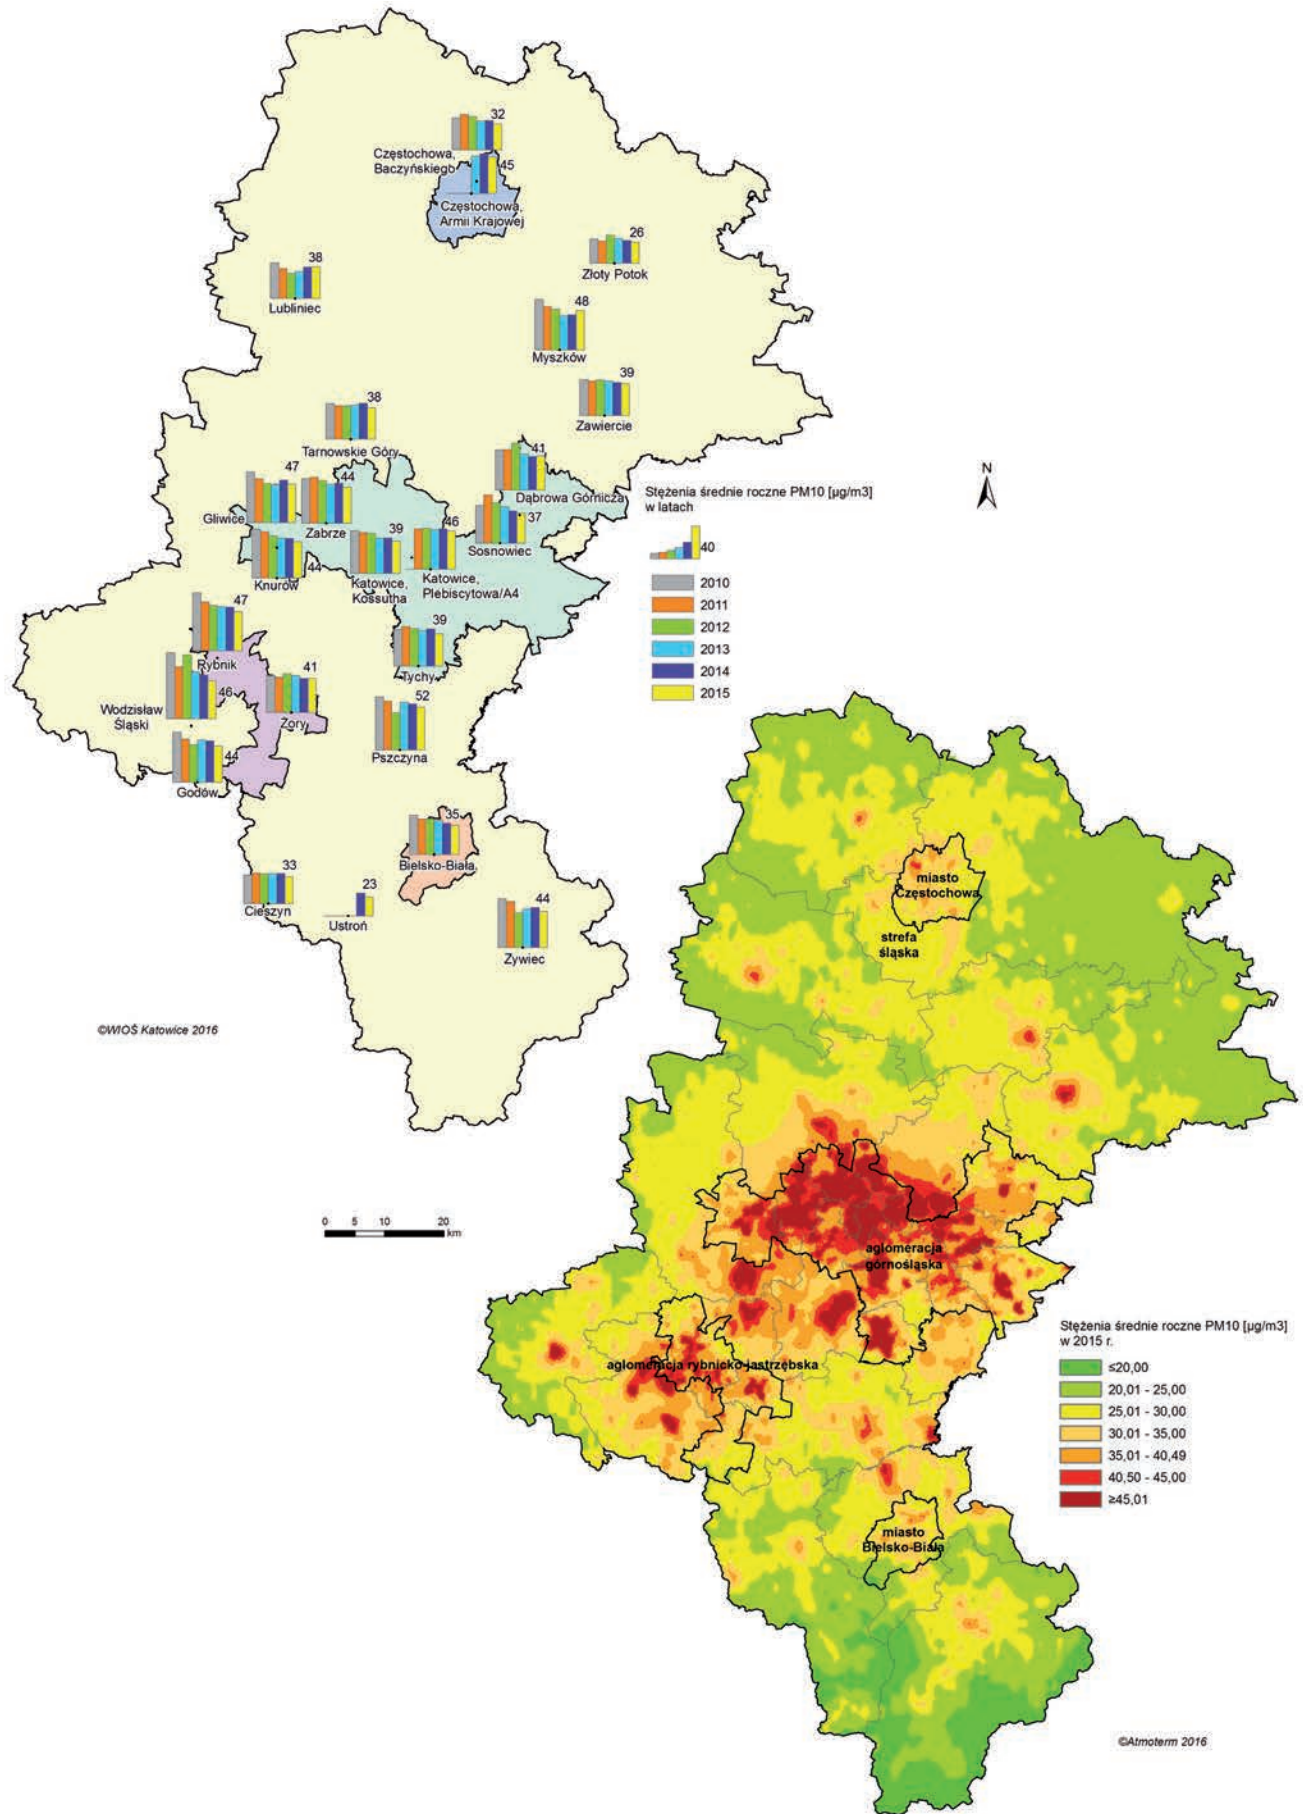 32
Częstochowa,
Baczyńskiego
45
Częstochowa,
Armii Krajowej
26
Złoty Potok
38
Lubliniec
48
Myszków
39
Zawiercie
38
Tarnowskie Góry
41
Dąbrowa Górnicza
47
Gliwice
44
Zabrze
37
Sosnowiec
44
Knurów
39
Katowice,
Kossutha
46
Katowice,
Plebiscytowa/A4
47
Rybnik
39
Tychy
46
Wodzisław
Śląski
41
Żory
52
Pszczyna
44
Godów
35
Bielsko-Biała
33
Cieszyn
23
Ustroń
44
Żywiec
©WIOŚ Katowice 2016
N
Stężenia średnie roczne PM10 [µg/m3]
w latach
40
2010
2011
2012
2013
2014
2015
0 5 10 20
km
miasto
Częstochowa
strefa
śląska
aglomeracja
górnośląska
aglomeracja rybnicko-jastrzębska
miasto
Bielsko-Biała
Stężenia średnie roczne PM10 [µg/m3]
w 2015 r.
≤20,00
20,01 - 25,00
25,01 - 30,00
30,01 - 35,00
35,01 - 40,49
40,50 - 45,00
≥45,01
©Atmoterm 2016